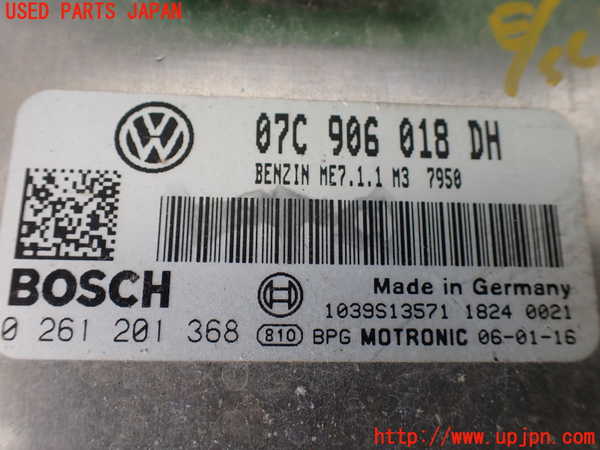 USED PARTS JAPAN
07C 906 018 DH
BENZIN ME7.1.1 M3 7950
BOSCH
Made in Germany
1039S13571 1824 0021
0 261 201 368 810 BPG MOTRONIC 06-01-16
http://www.upjpn.com/